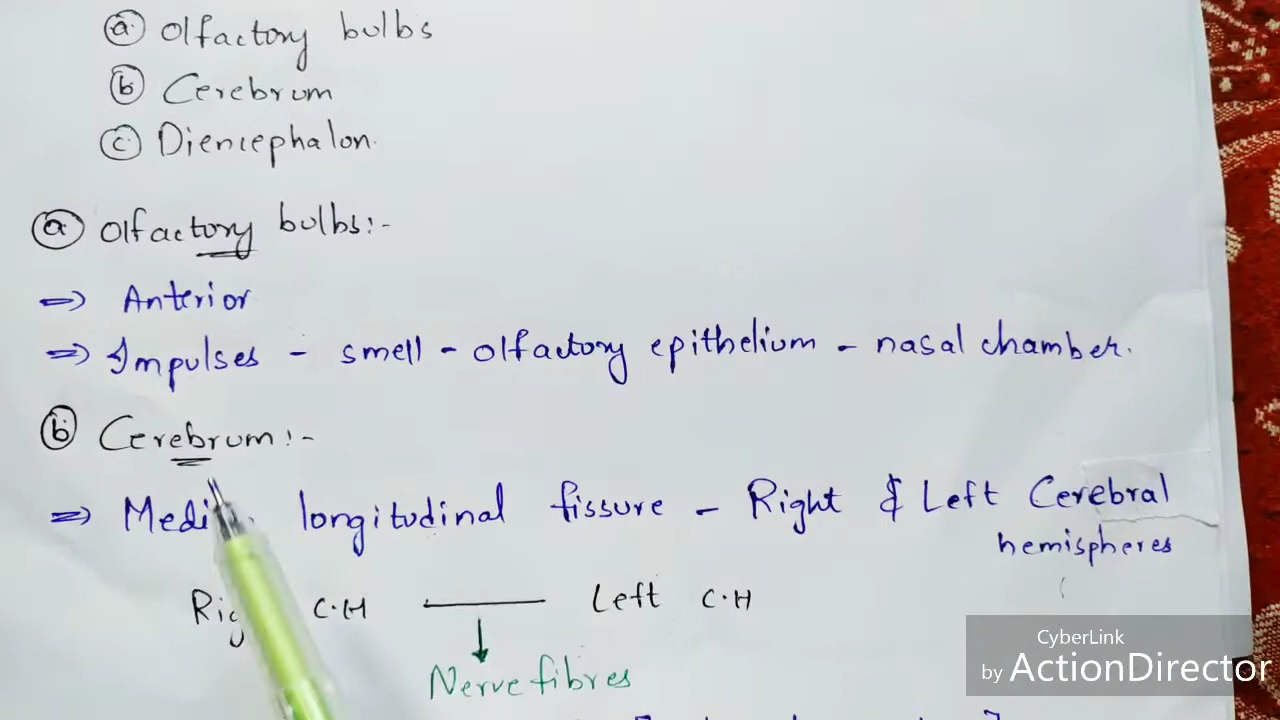 ⓐ Olfactory bulbs
ⓑ Cerebrum
ⓒ Diencephalon.
ⓐ Olfactory bulbs:-
⇒ Anterior
⇒ Impulses - smell - olfactory epithelium - nasal chamber.
ⓑ Cerebrum:-
⇒ longitudinal fissure - Right & Left Cerebral
hemispheres
C.H — Left C.H
↓
Nerve fibres
CyberLink
by ActionDirector